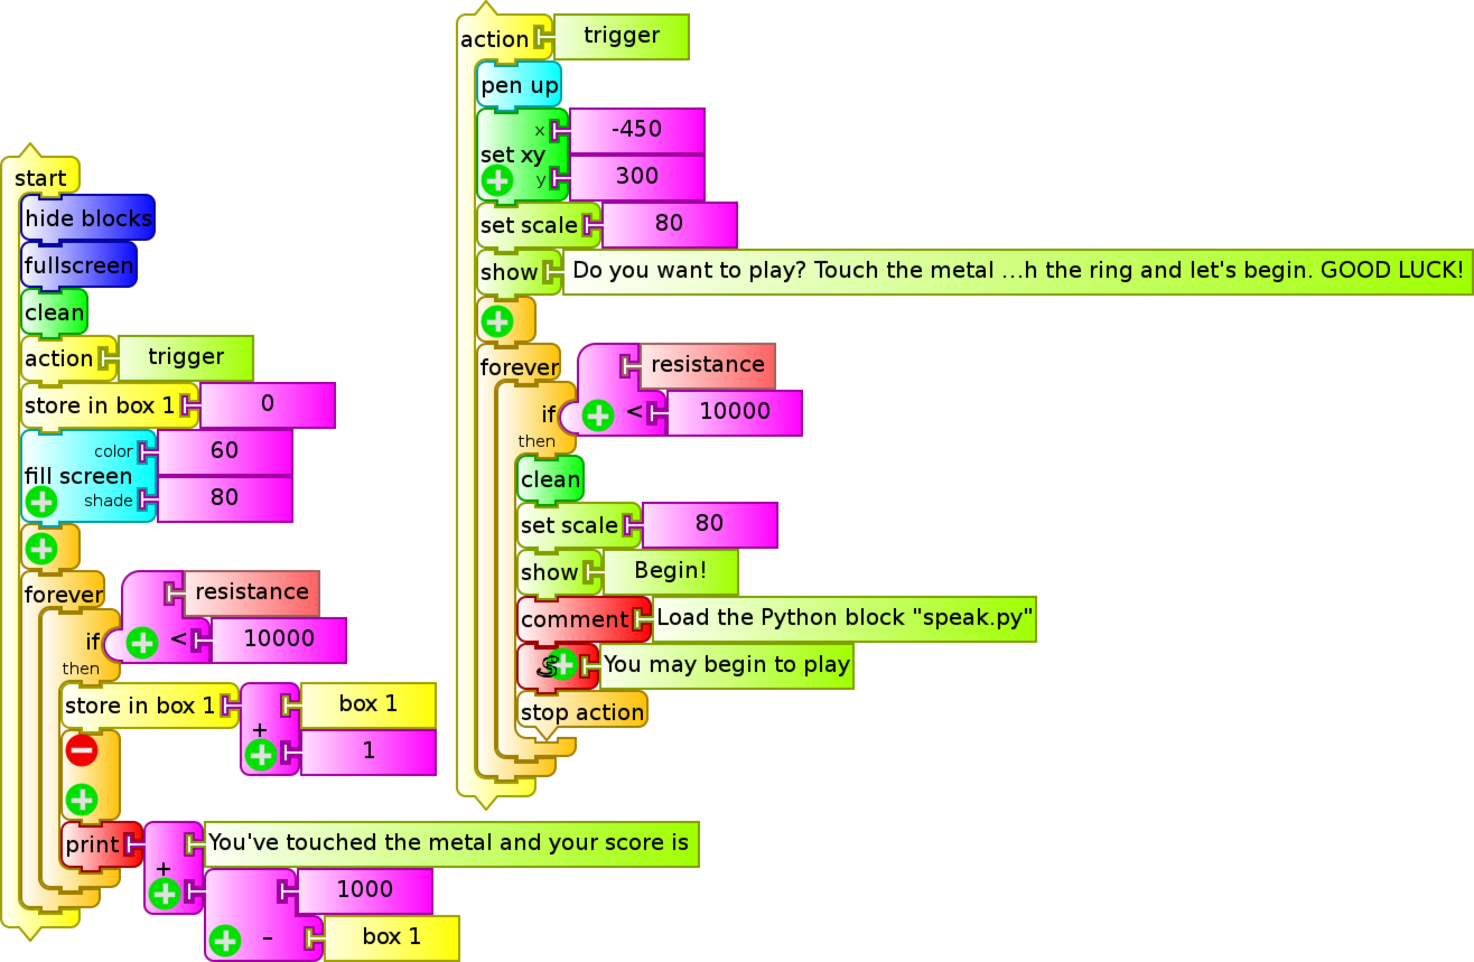 start
hide blocks
fullscreen
clean
action trigger
store in box 1 0
color 60
fill screen
shade 80
forever
resistance
if < 10000
then
store in box 1 box 1
+
1
print You've touched the metal and your score is
+
1000
- box 1
action trigger
pen up
x -450
set xy
y 300
set scale 80
show Do you want to play? Touch the metal ...h the ring and let's begin. GOOD LUCK!
forever
resistance
if < 10000
then
clean
set scale 80
show Begin!
comment Load the Python block "speak.py"
You may begin to play
stop action